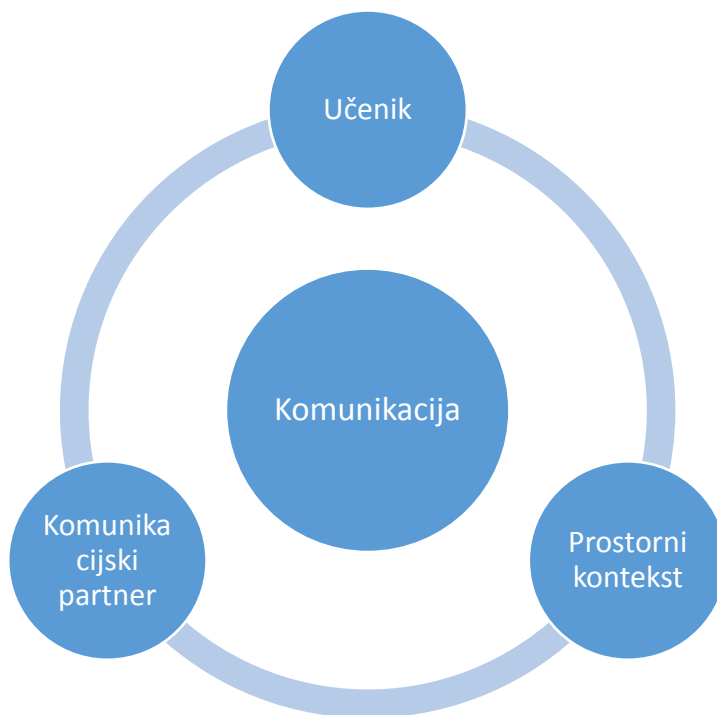 Učenik
Komunikacija
Komunika
cijski
partner
Prostorni
kontekst